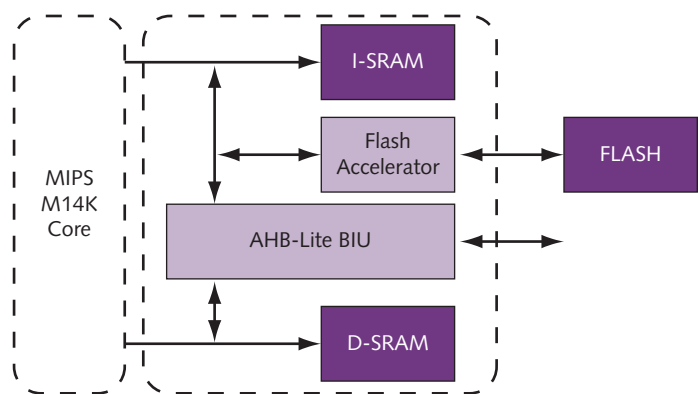 I-SRAM
Flash
Accelerator
FLASH
MIPS
M14K
Core
AHB-Lite BIU
D-SRAM